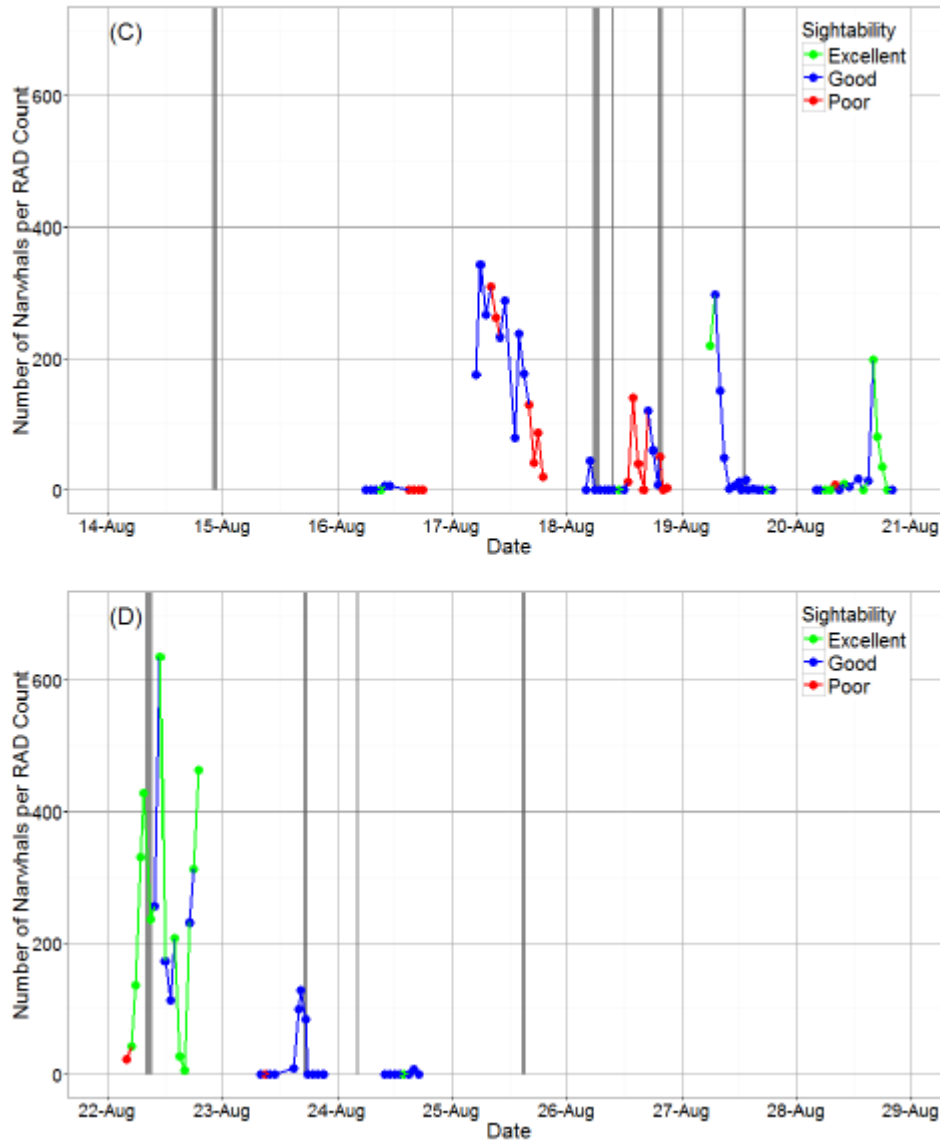 (C)
Sightability
Excellent
Good
Poor
Number of Narwhals per RAD Count
600
400
200
0
14-Aug 15-Aug 16-Aug 17-Aug 18-Aug 19-Aug 20-Aug 21-Aug
Date
(D)
Sightability
Excellent
Good
Poor
Number of Narwhals per RAD Count
600
400
200
0
22-Aug 23-Aug 24-Aug 25-Aug 26-Aug 27-Aug 28-Aug 29-Aug
Date